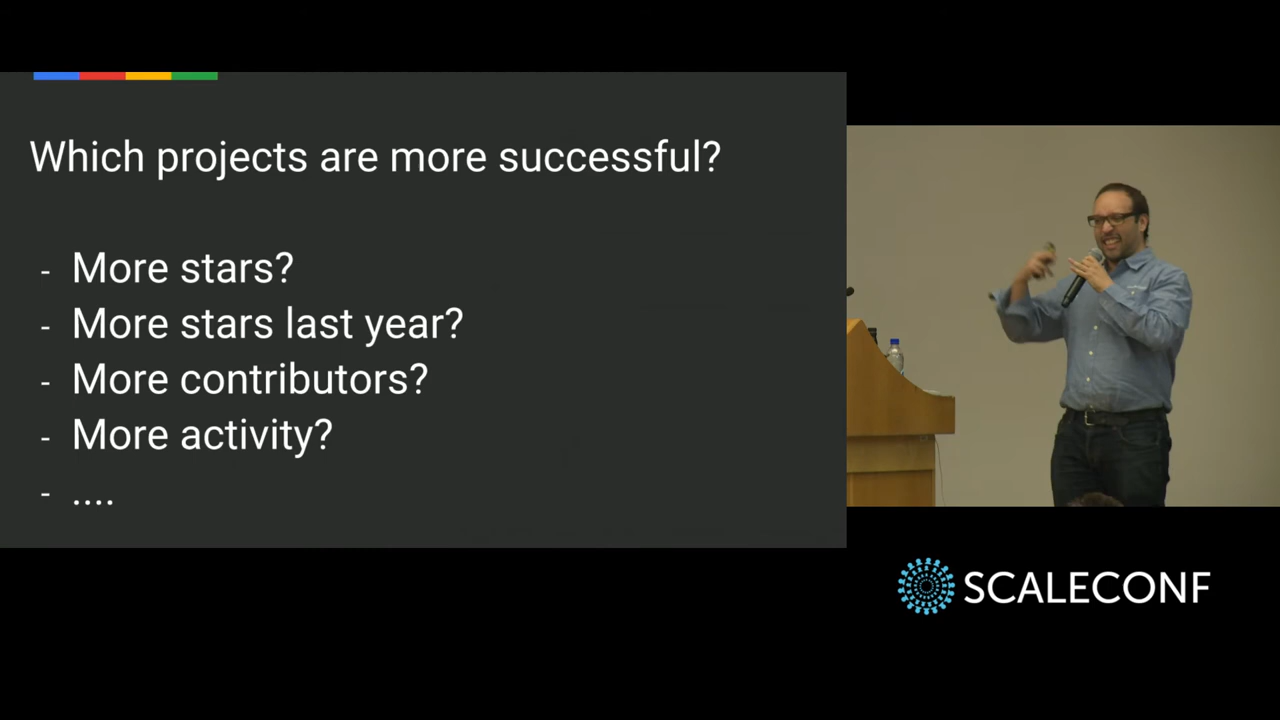 Which projects are more successful?
- More stars?
- More stars last year?
- More contributors?
- More activity?
- ....
SCALECONF